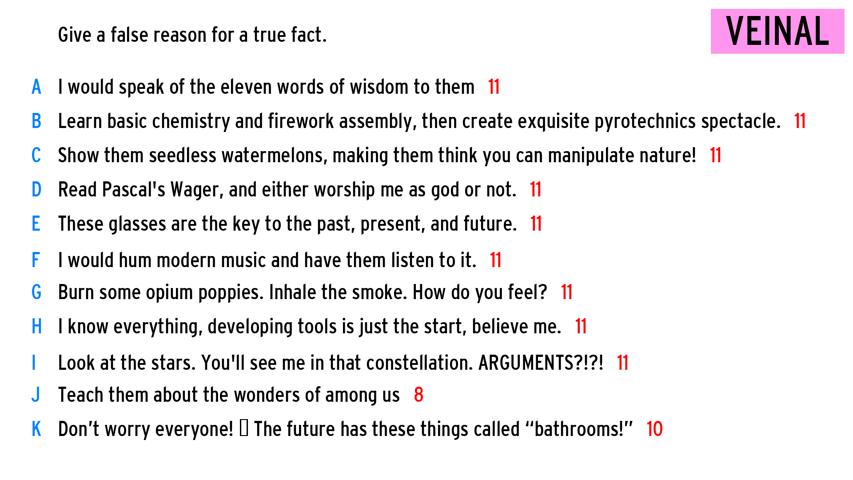 Give a false reason for a true fact.
VEINAL
A I would speak of the eleven words of wisdom to them 11
B Learn basic chemistry and firework assembly, then create exquisite pyrotechnics spectacle. 11
C Show them seedless watermelons, making them think you can manipulate nature! 11
D Read Pascal's Wager, and either worship me as god or not. 11
E These glasses are the key to the past, present, and future. 11
F I would hum modern music and have them listen to it. 11
G Burn some opium poppies. Inhale the smoke. How do you feel? 11
H I know everything, developing tools is just the start, believe me. 11
I Look at the stars. You'll see me in that constellation. ARGUMENTS?!?! 11
J Teach them about the wonders of among us 8
K Don’t worry everyone! ▯ The future has these things called “bathrooms!” 10